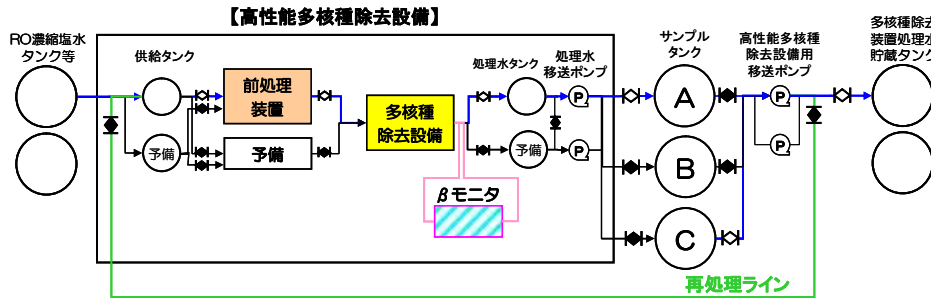 【高性能多核種除去設備】
RO濃縮塩水
タンク等
供給タンク
予備
前処理
装置
予備
多核種
除去設備
βモニタ
処理水タンク
予備
処理水
移送ポンプ
P
P
サンプル
タンク
A
B
C
高性能多核種
除去設備用
移送ポンプ
P
P
多核種除去
装置処理水
貯蔵タンク
再処理ライン